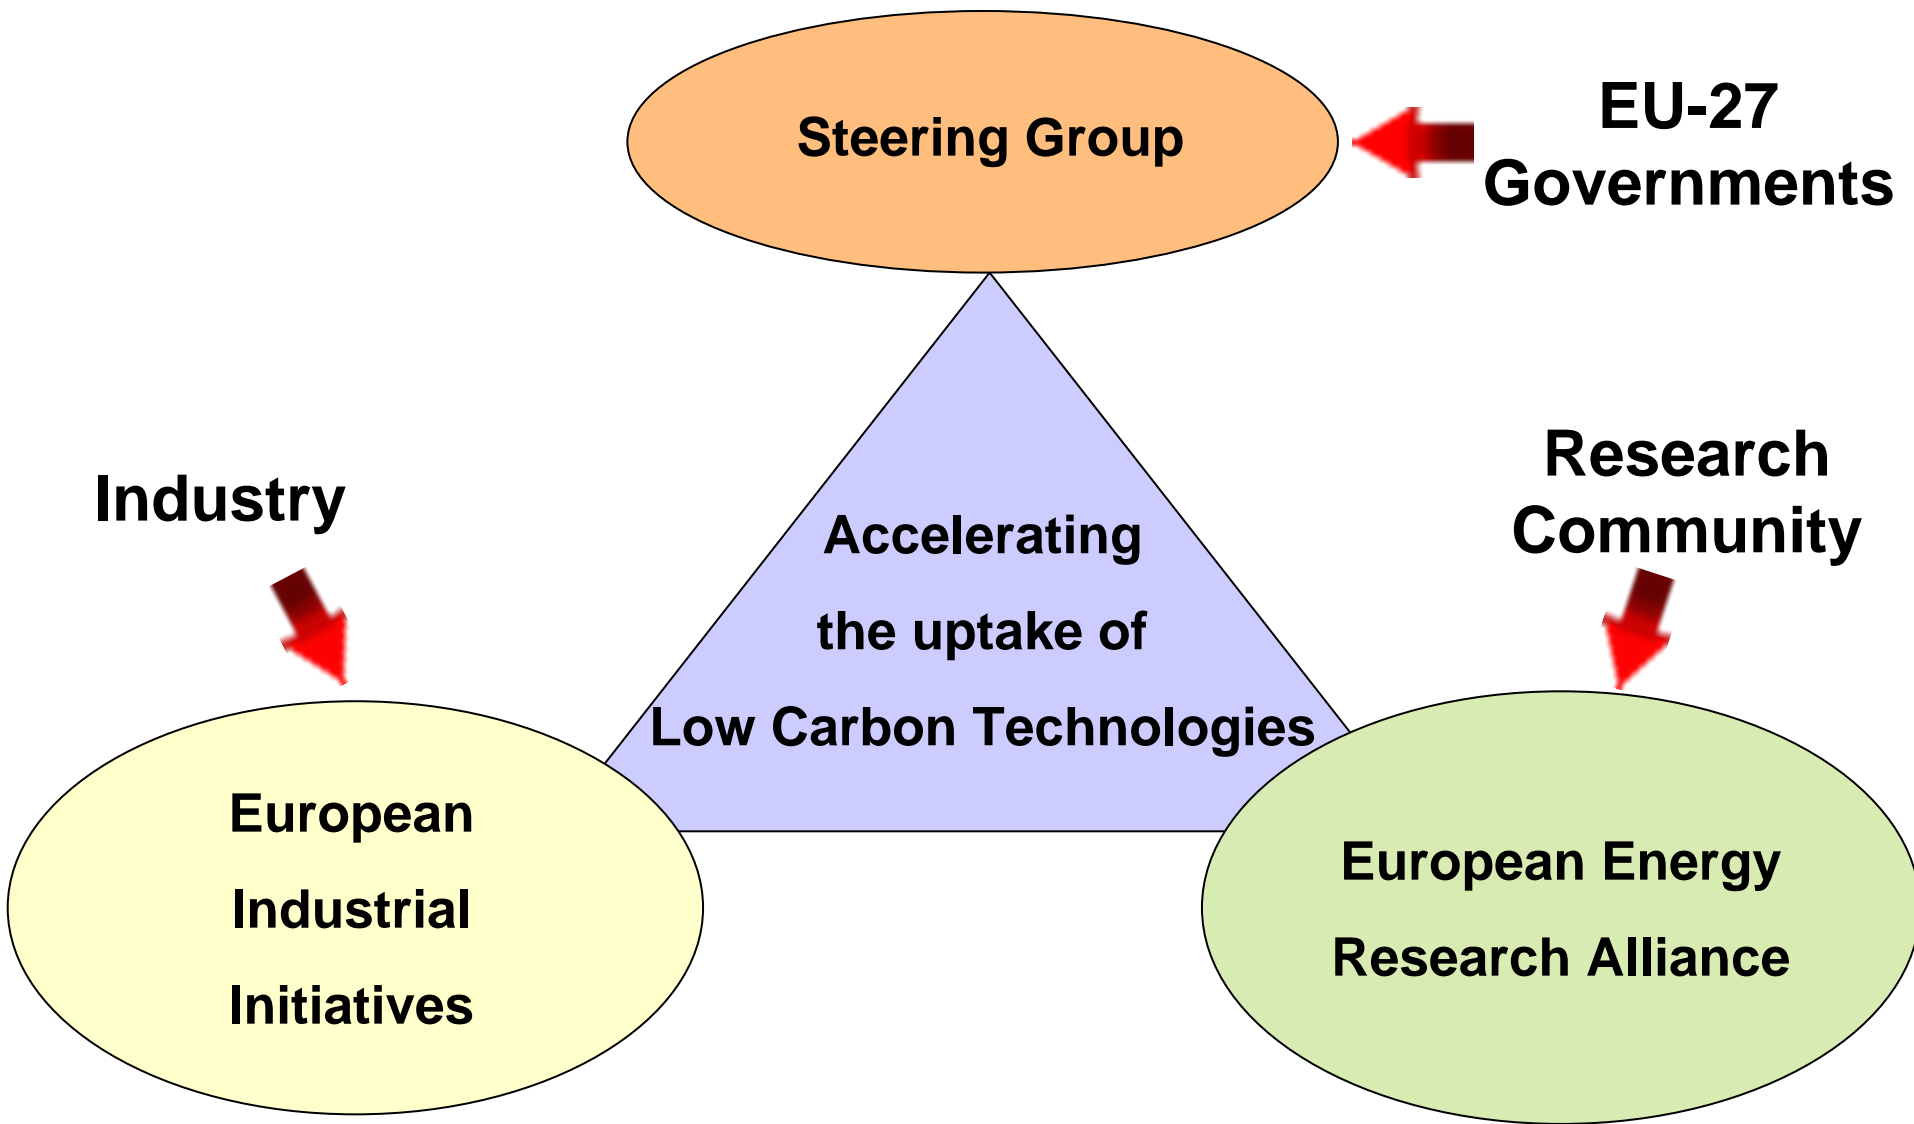 Steering Group
EU-27
Governments
Industry
Research
Community
Accelerating
the uptake of
Low Carbon Technologies
European
Industrial
Initiatives
European Energy
Research Alliance